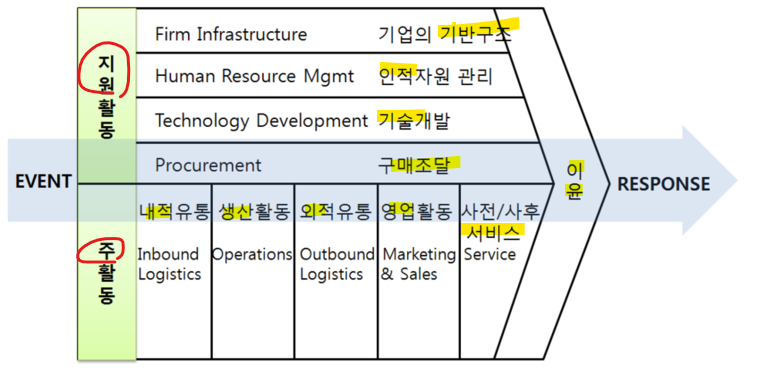 Firm Infrastructure 기업의 기반구조
Human Resource Mgmt 인적자원 관리
Technology Development 기술개발
Procurement 구매조달
지원활동
EVENT
이윤
RESPONSE
주활동
내적유통 생산활동 외적유통 영업활동 사전/사후
서비스
Inbound Operations Outbound Marketing Service
Logistics Logistics & Sales